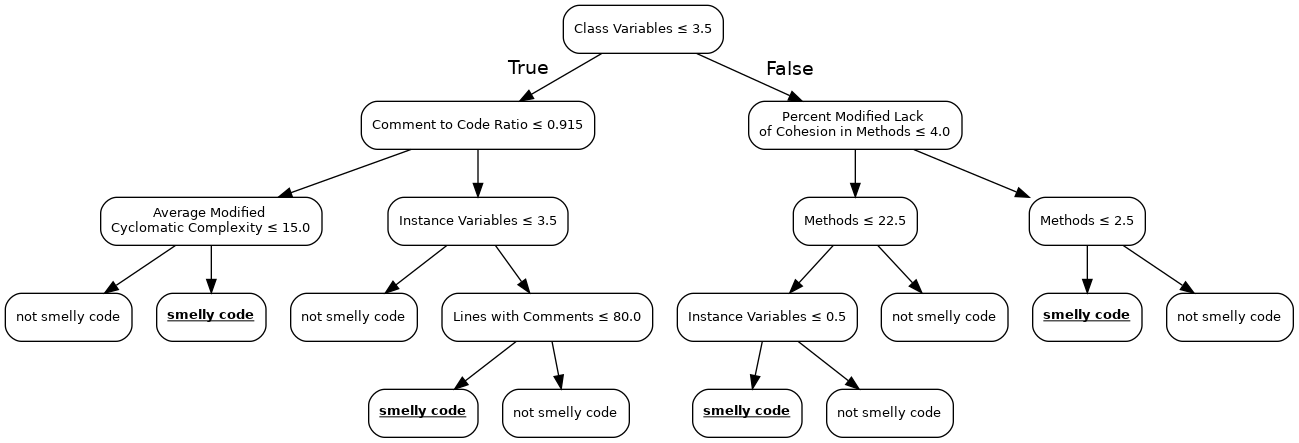 Class Variables ≤ 3.5
True
False
Comment to Code Ratio ≤ 0.915
Percent Modified Lack
of Cohesion in Methods ≤ 4.0
Average Modified
Cyclomatic Complexity ≤ 15.0
Instance Variables ≤ 3.5
Methods ≤ 22.5
Methods ≤ 2.5
not smelly code
smelly code
not smelly code
Lines with Comments ≤ 80.0
Instance Variables ≤ 0.5
not smelly code
smelly code
not smelly code
smelly code
not smelly code
smelly code
not smelly code